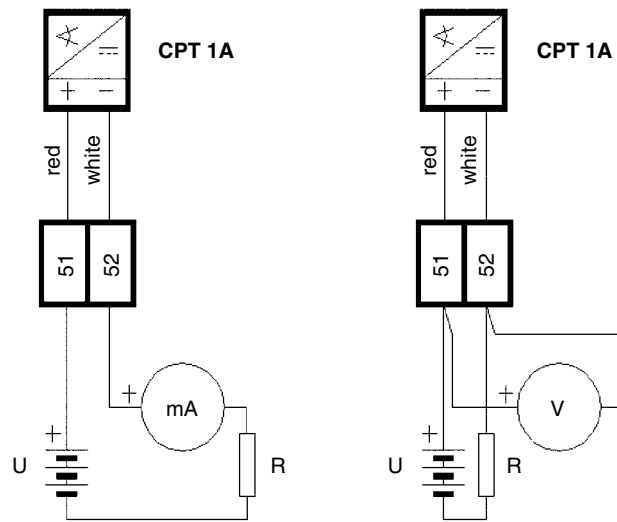 CPT 1A
+ −
red
white
51
52
+
mA
+
U
R
CPT 1A
+ −
red
white
51
52
+
V
+
U
R